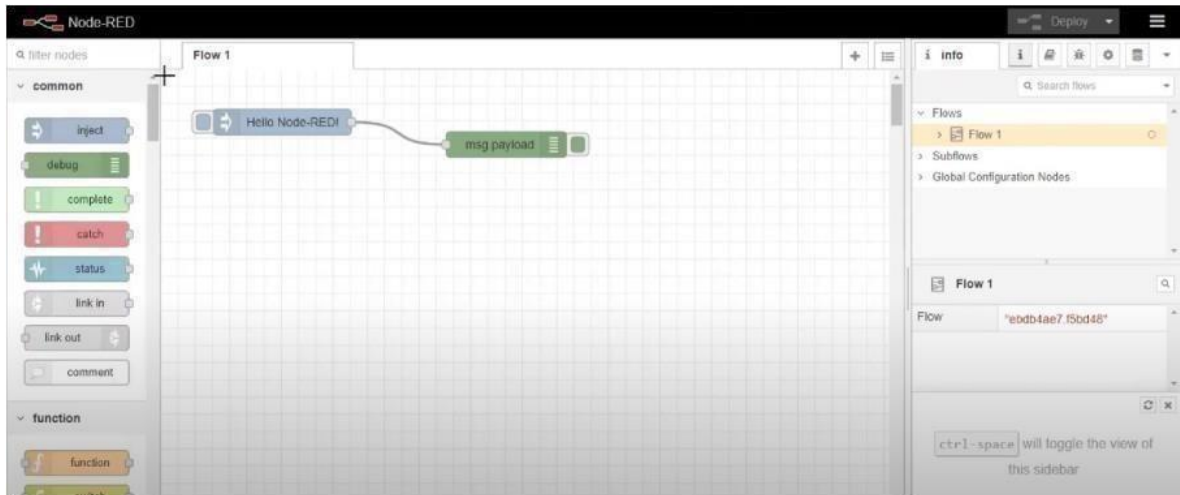 Node-RED
Deploy
filter nodes
common
inject
debug
complete
catch
status
link in
link out
comment
function
function
switch
Flow 1
Hello Node-RED!
msg.payload
i info
i
Search flows
Flows
Flow 1
Subflows
Global Configuration Nodes
Flow 1
Flow "ebdb4ae7.f5bd48"
ctrl-space will toggle the view of
this sidebar